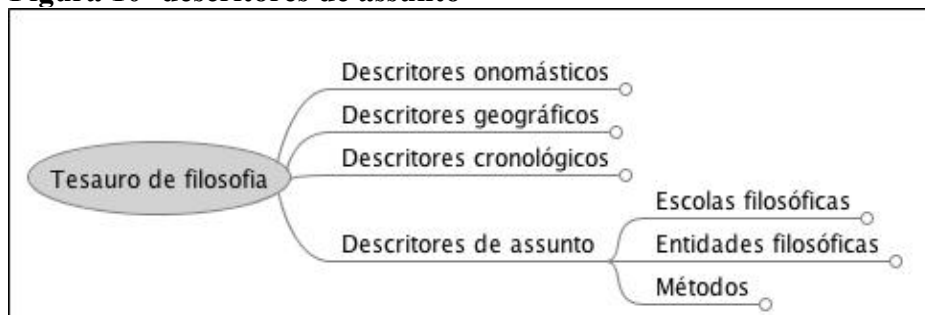 Figura 10- descritores de assunto
Descritores onomásticos
Descritores geográficos
Descritores cronológicos
Tesauro de filosofia
Escolas filosóficas
Descritores de assunto
Entidades filosóficas
Métodos